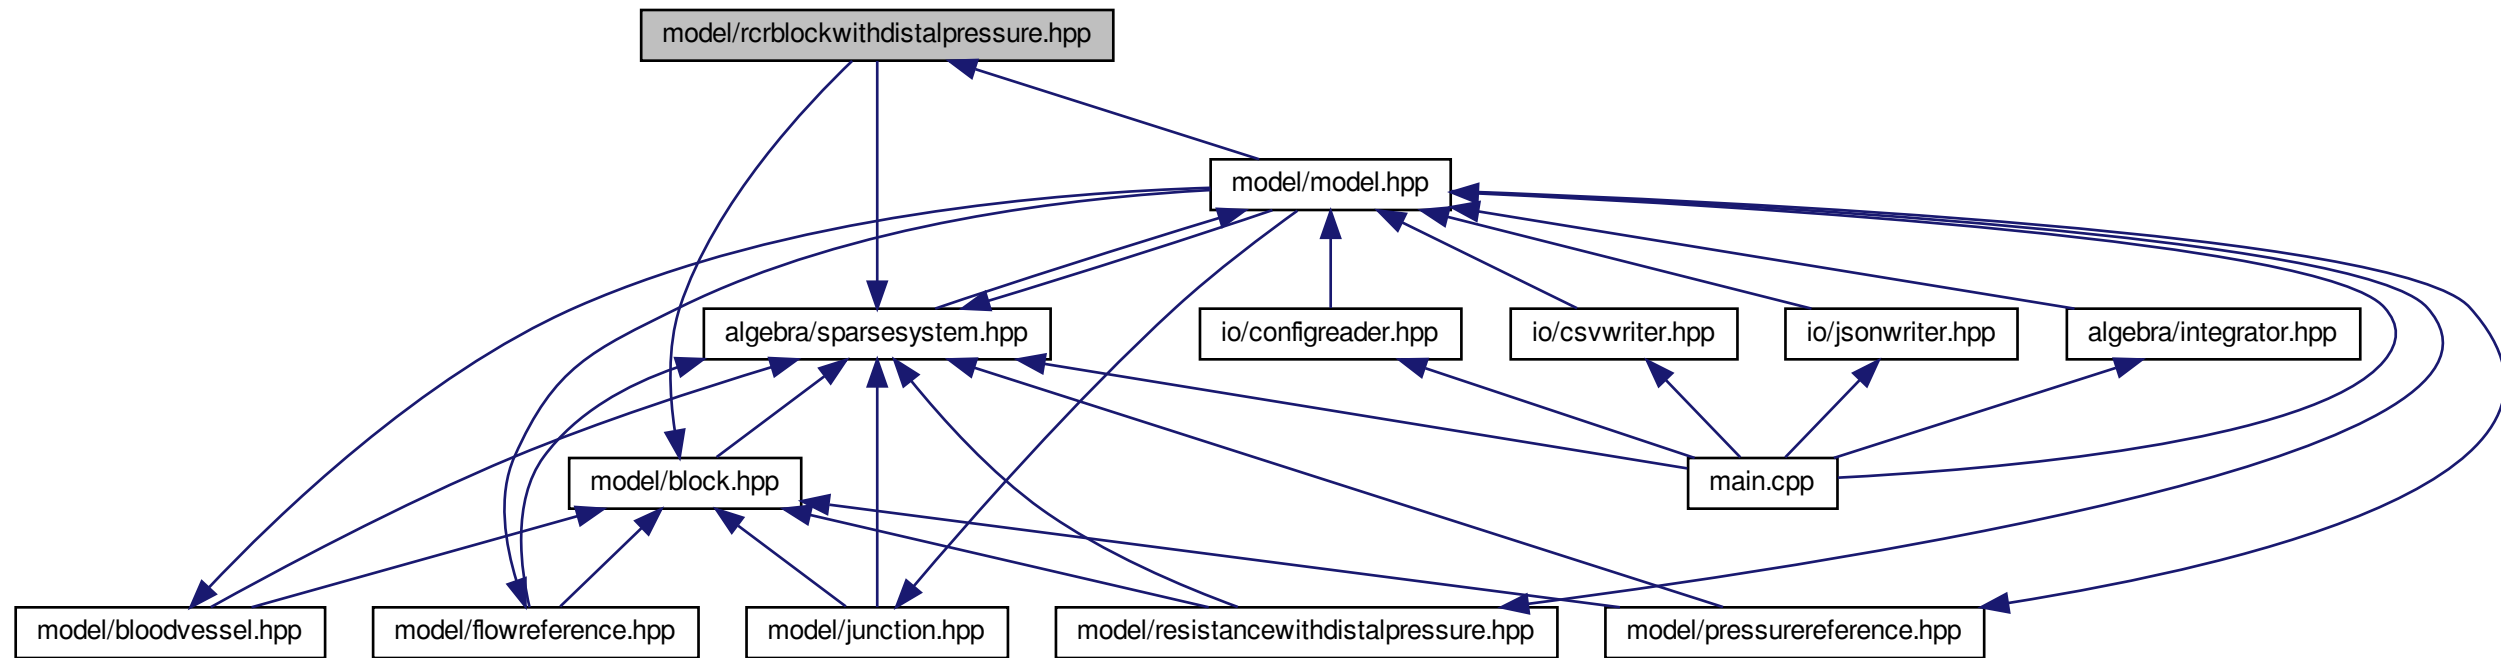 model/rcrblockwithdistalpressure.hpp
model/model.hpp
algebra/sparsesystem.hpp
io/configreader.hpp
io/csvwriter.hpp
io/jsonwriter.hpp
algebra/integrator.hpp
model/block.hpp
main.cpp
model/bloodvessel.hpp
model/flowreference.hpp
model/junction.hpp
model/resistancewithdistalpressure.hpp
model/pressurereference.hpp